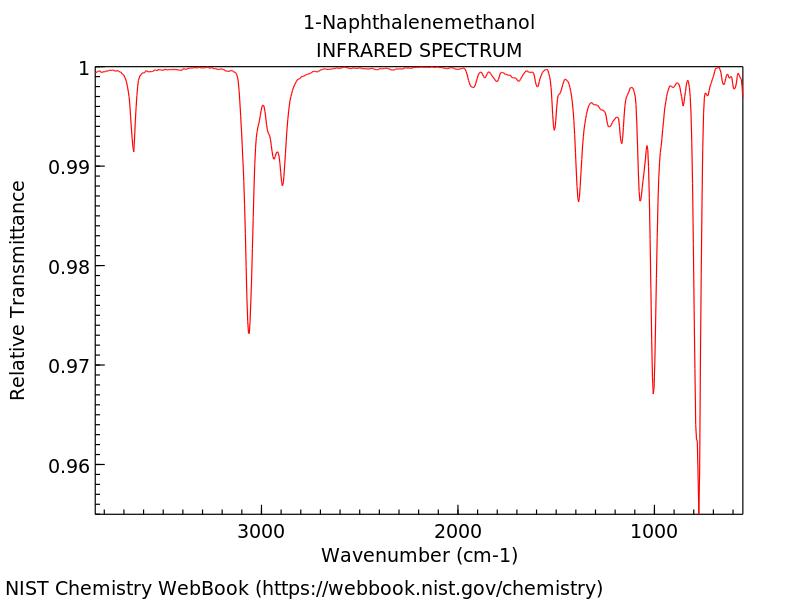 1-Naphthalenemethanol
INFRARED SPECTRUM
1
0.99
0.98
0.97
0.96
Relative Transmittance
3000 2000 1000
Wavenumber (cm-1)
NIST Chemistry WebBook (https://webbook.nist.gov/chemistry)